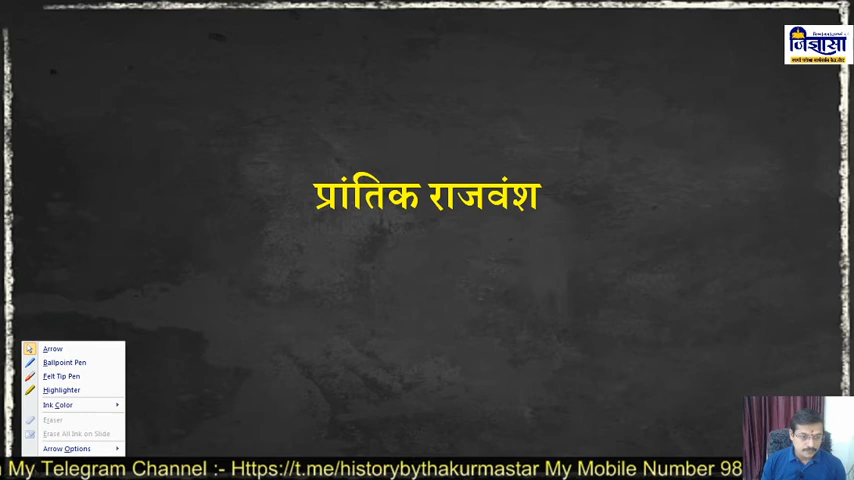 जिज्ञासा
प्रांतिक राजवंश
Arrow
Ballpoint Pen
Felt Tip Pen
Highlighter
Ink Color
Eraser
Erase All Ink on Slide
Arrow Options
My Telegram Channel :- Https://t.me/historybythakurmastar My Mobile Number 98